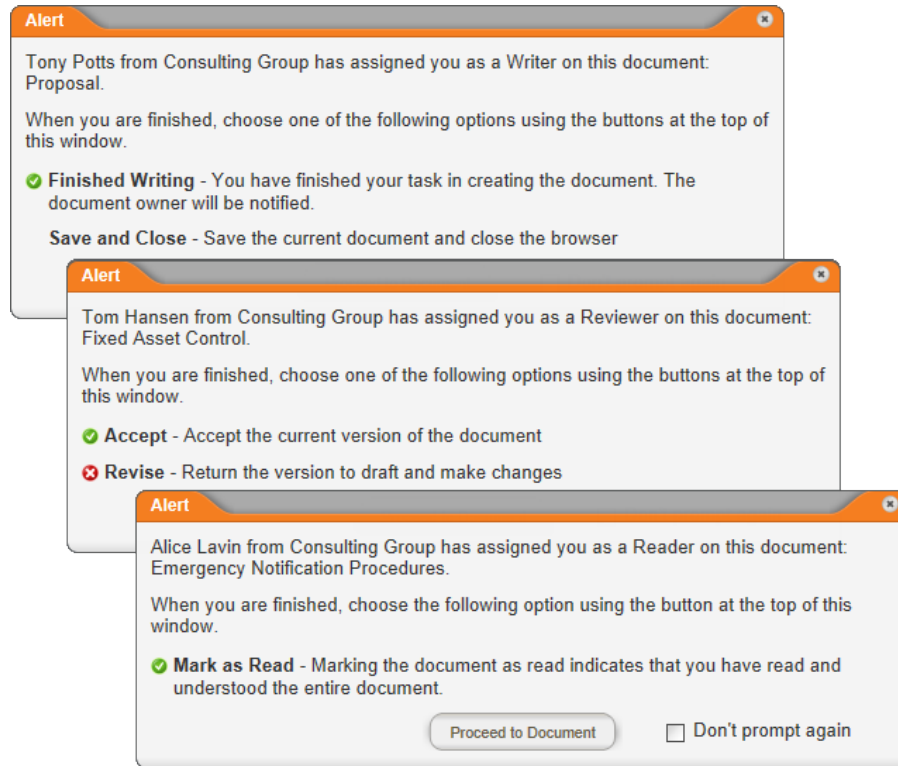 Alert
Tony Potts from Consulting Group has assigned you as a Writer on this document:
Proposal.
When you are finished, choose one of the following options using the buttons at the top of
this window.
Finished Writing - You have finished your task in creating the document. The
document owner will be notified.
Save and Close - Save the current document and close the browser
Alert
Tom Hansen from Consulting Group has assigned you as a Reviewer on this document:
Fixed Asset Control.
When you are finished, choose one of the following options using the buttons at the top of
this window.
Accept - Accept the current version of the document
Revise - Return the version to draft and make changes
Alert
Alice Lavin from Consulting Group has assigned you as a Reader on this document:
Emergency Notification Procedures.
When you are finished, choose the following option using the button at the top of this
window.
Mark as Read - Marking the document as read indicates that you have read and
understood the entire document.
Proceed to Document Don't prompt again